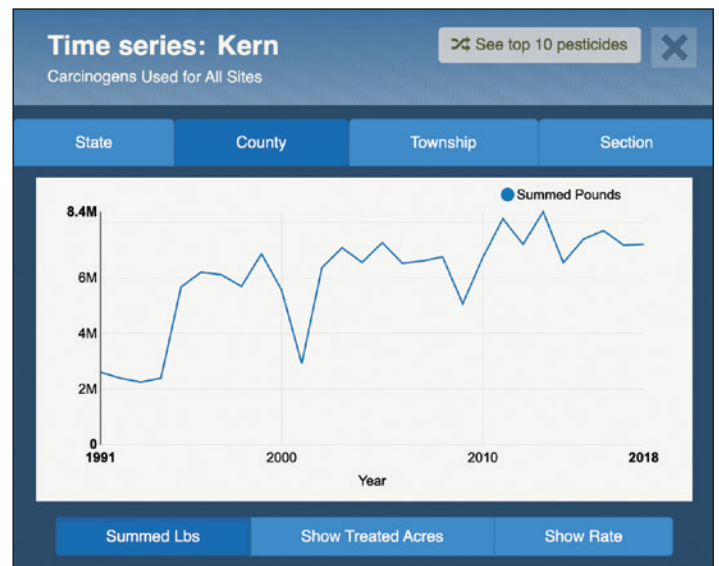 Time series: Kern
See top 10 pesticides
Carcinogens Used for All Sites
State County Township Section
Summed Pounds
8.4M
6M
4M
2M
0
1991 2000 2010 2018
Year
Summed Lbs Show Treated Acres Show Rate